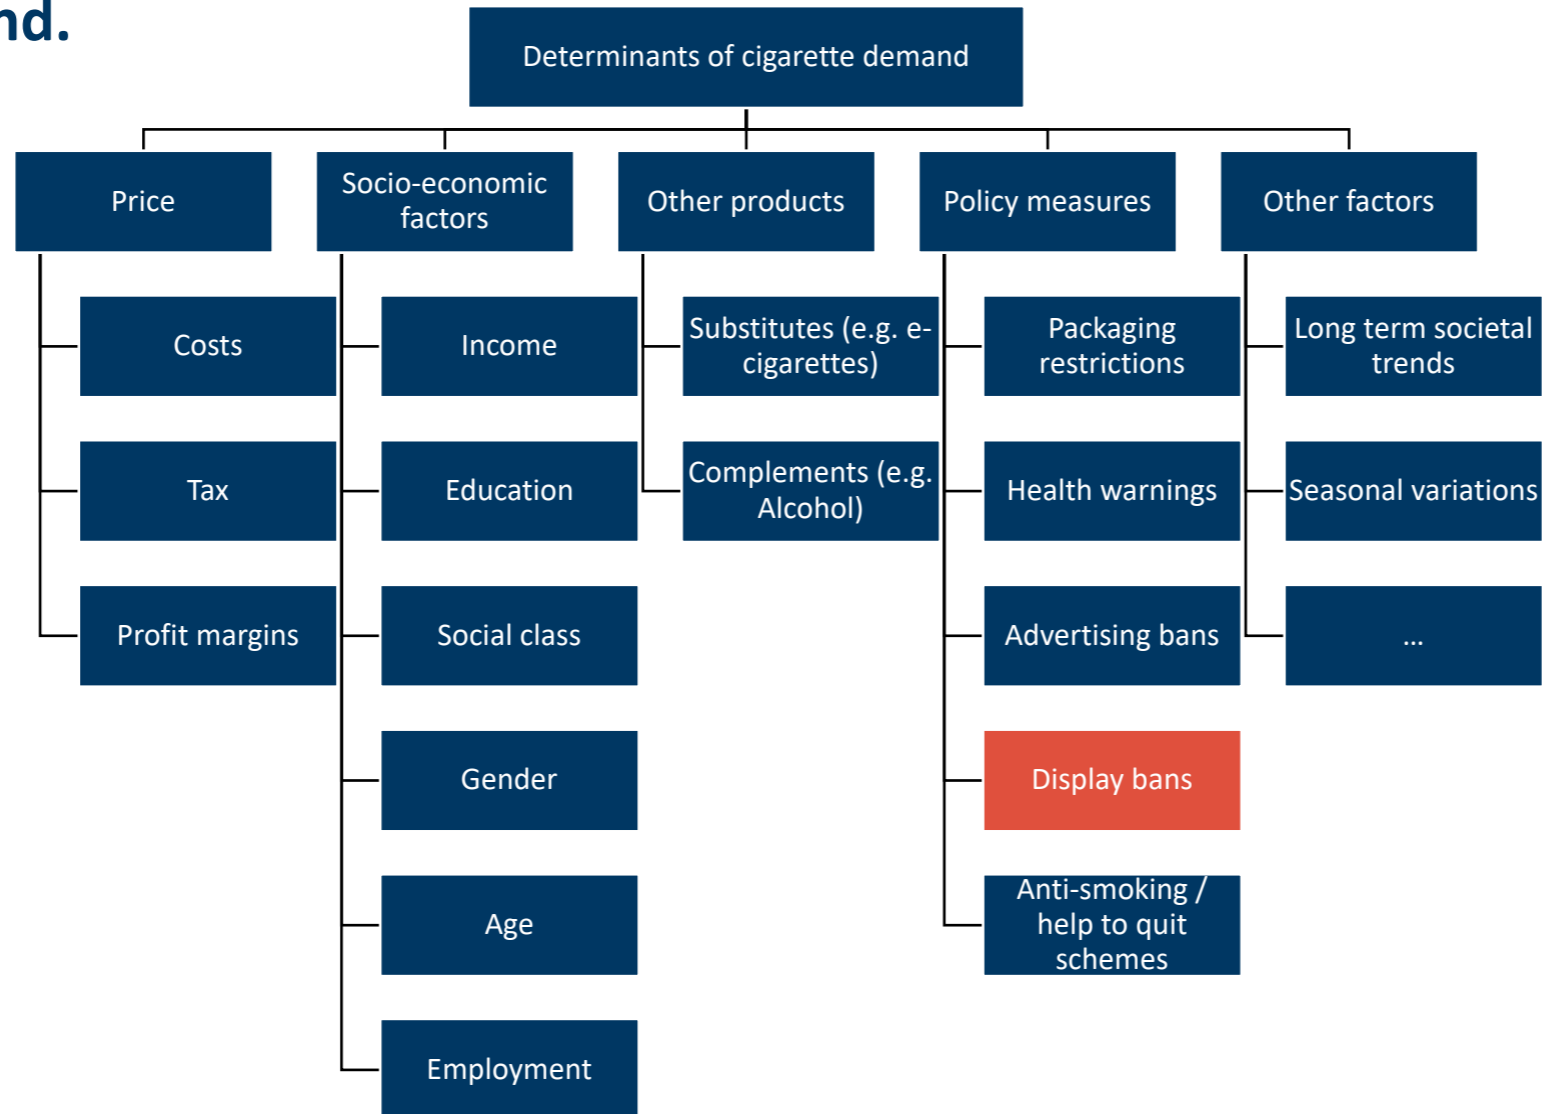 nd.
Determinants of cigarette demand
Price
Socio-economic
factors
Other products
Policy measures
Other factors
Costs
Tax
Profit margins
Income
Education
Social class
Gender
Age
Employment
Substitutes (e.g. e-
cigarettes)
Complements (e.g.
Alcohol)
Packaging
restrictions
Health warnings
Advertising bans
Display bans
Anti-smoking /
help to quit
schemes
Long term societal
trends
Seasonal variations
...